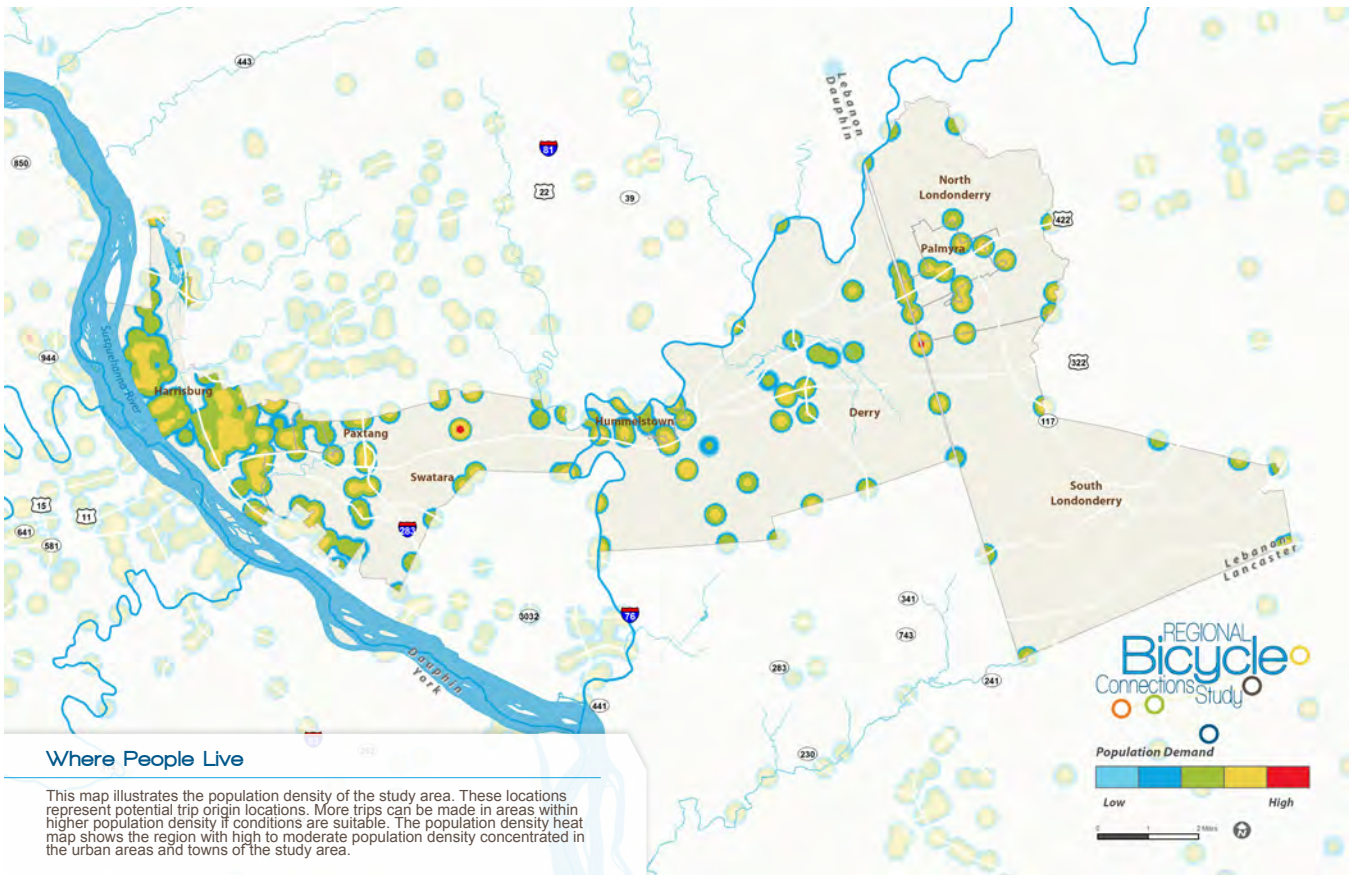 443
81
22
39
850
944
Susquehanna River
Harrisburg
Paxtang
Swatara
283
Hummelstown
Derry
Lebanon
Dauphin
North
Londonderry
Palmyra
422
322
117
South
Londonderry
Lebanon
Lancaster
15
11
641
581
3032
76
Dauphin
York
441
341
743
283
241
230
REGIONAL
Bicycle
Connections
Study
Population Demand
Low High
0 1 2 Miles
N
Where People Live
This map illustrates the population density of the study area. These locations
represent potential trip origin locations. More trips can be made in areas within
higher population density if conditions are suitable. The population density heat
map shows the region with high to moderate population density concentrated in
the urban areas and towns of the study area.